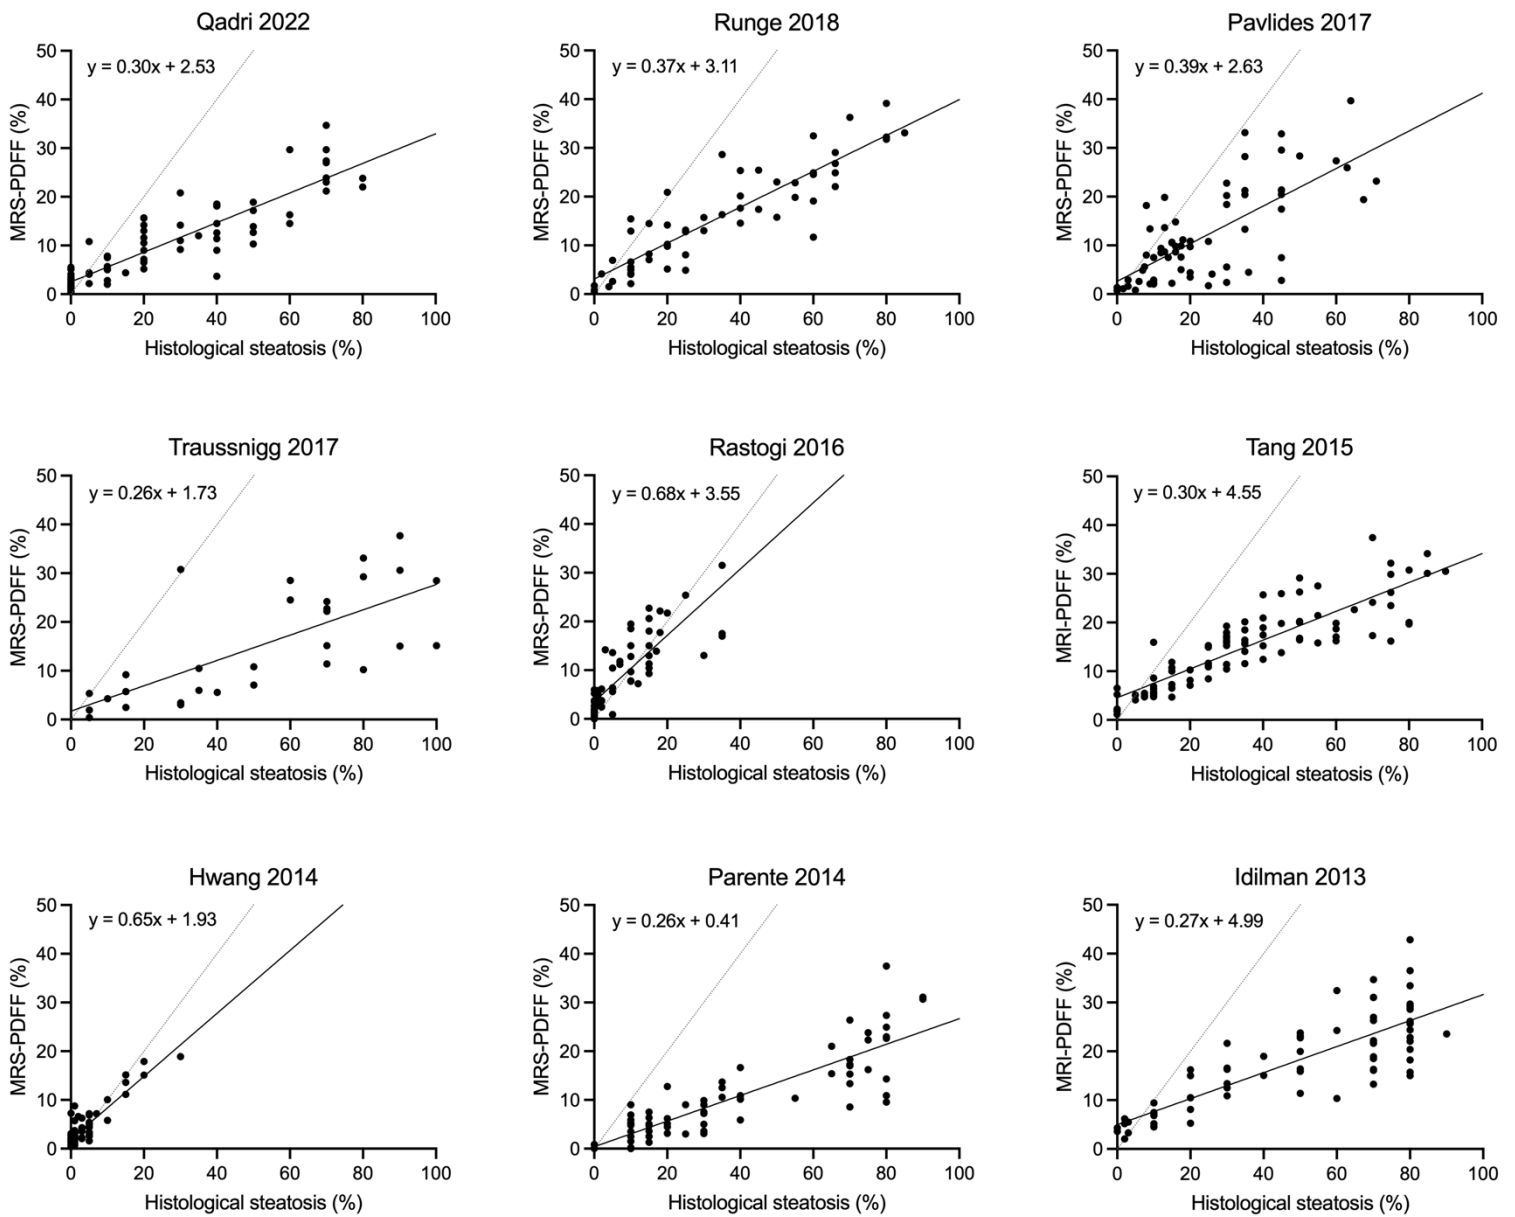 Qadri 2022
50
40
30
20
10
0
y = 0.30x + 2.53
MRS-PDFF (%)
0 20 40 60 80 100
Histological steatosis (%)
Runge 2018
50
40
30
20
10
0
y = 0.37x + 3.11
MRS-PDFF (%)
0 20 40 60 80 100
Histological steatosis (%)
Pavlides 2017
50
40
30
20
10
0
y = 0.39x + 2.63
MRS-PDFF (%)
0 20 40 60 80 100
Histological steatosis (%)
Traussnigg 2017
50
40
30
20
10
0
y = 0.26x + 1.73
MRS-PDFF (%)
0 20 40 60 80 100
Histological steatosis (%)
Rastogi 2016
50
40
30
20
10
0
y = 0.68x + 3.55
MRS-PDFF (%)
0 20 40 60 80 100
Histological steatosis (%)
Tang 2015
50
40
30
20
10
0
y = 0.30x + 4.55
MRI-PDFF (%)
0 20 40 60 80 100
Histological steatosis (%)
Hwang 2014
50
40
30
20
10
0
y = 0.65x + 1.93
MRS-PDFF (%)
0 20 40 60 80 100
Histological steatosis (%)
Parente 2014
50
40
30
20
10
0
y = 0.26x + 0.41
MRS-PDFF (%)
0 20 40 60 80 100
Histological steatosis (%)
Idilman 2013
50
40
30
20
10
0
y = 0.27x + 4.99
MRI-PDFF (%)
0 20 40 60 80 100
Histological steatosis (%)